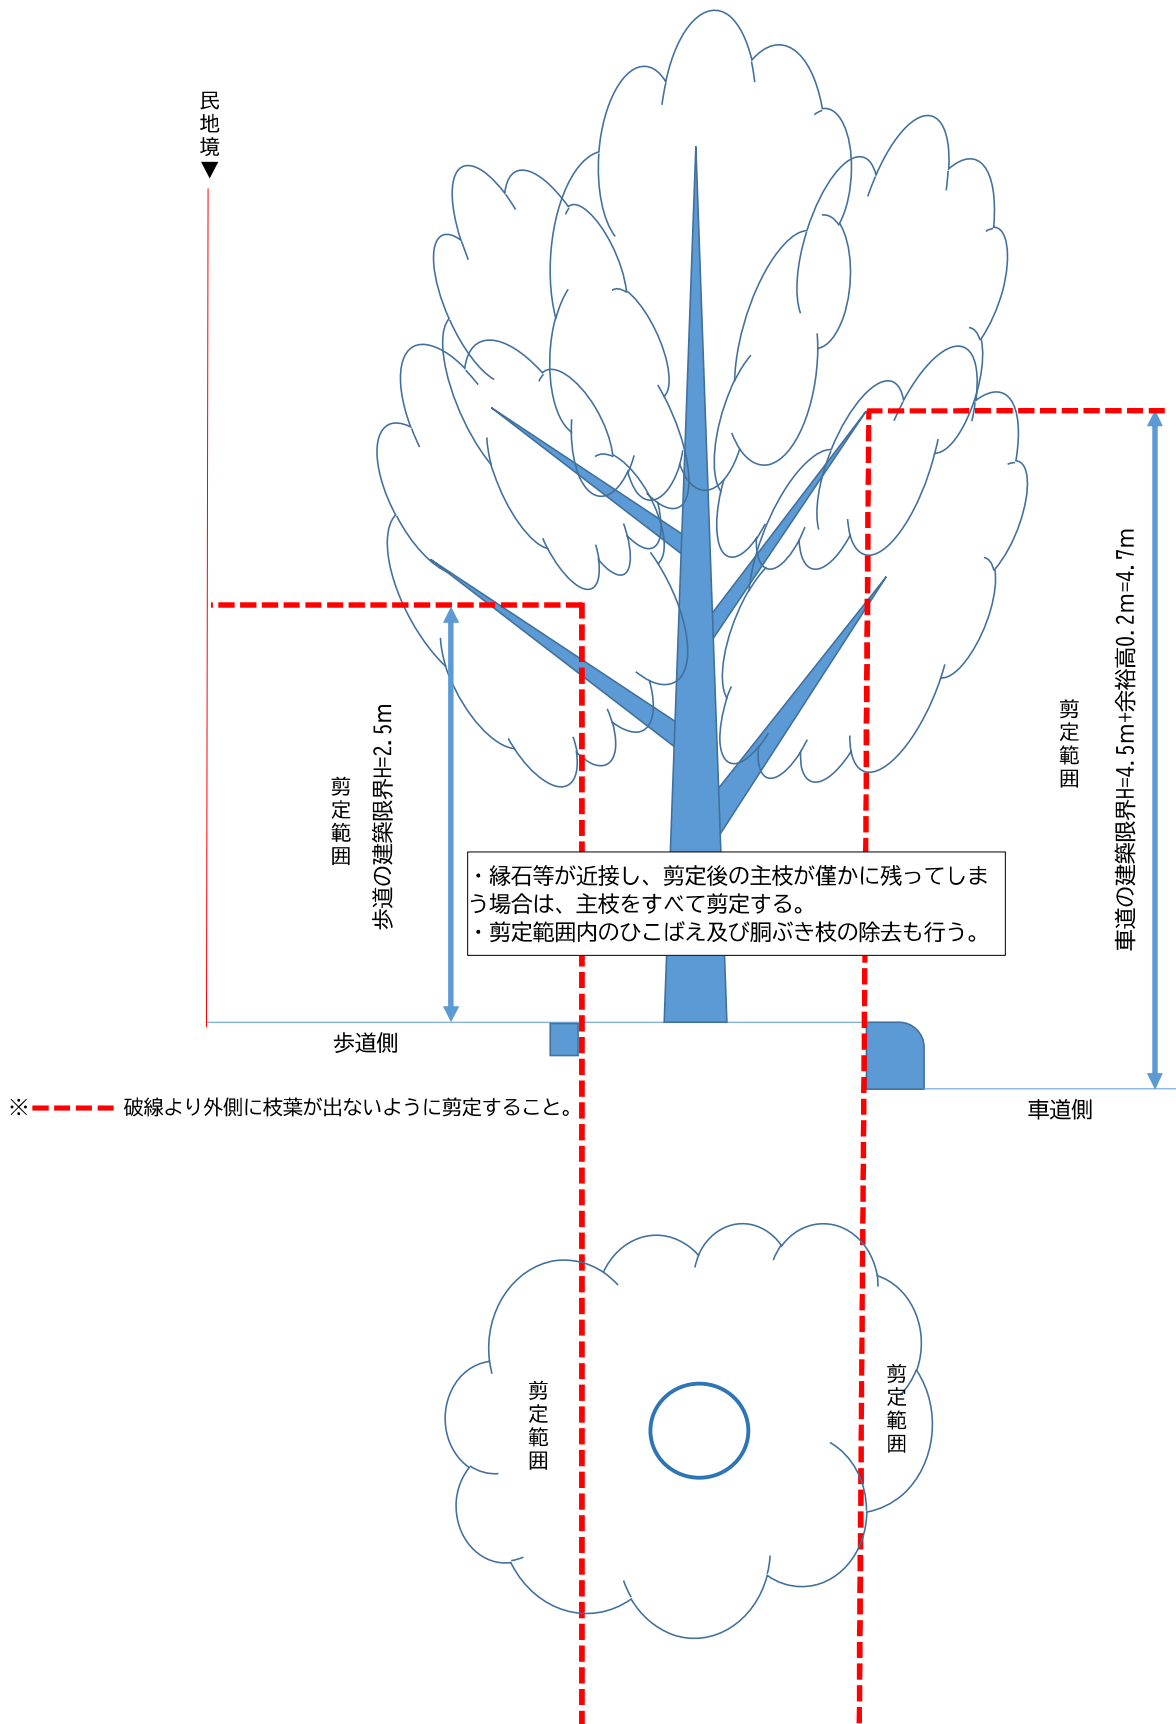 民地境
▼
剪定範囲
歩道の建築限界H=2.5m
剪定範囲
車道の建築限界H=4.5m+余裕高0.2m=4.7m
・縁石等が近接し、剪定後の主枝が僅かに残ってしま
う場合は、主枝をすべて剪定する。
・剪定範囲内のひこばえ及び胴ぶき枝の除去も行う。
歩道側
車道側
※ 破線より外側に枝葉が出ないように剪定すること。
剪定範囲
剪定範囲